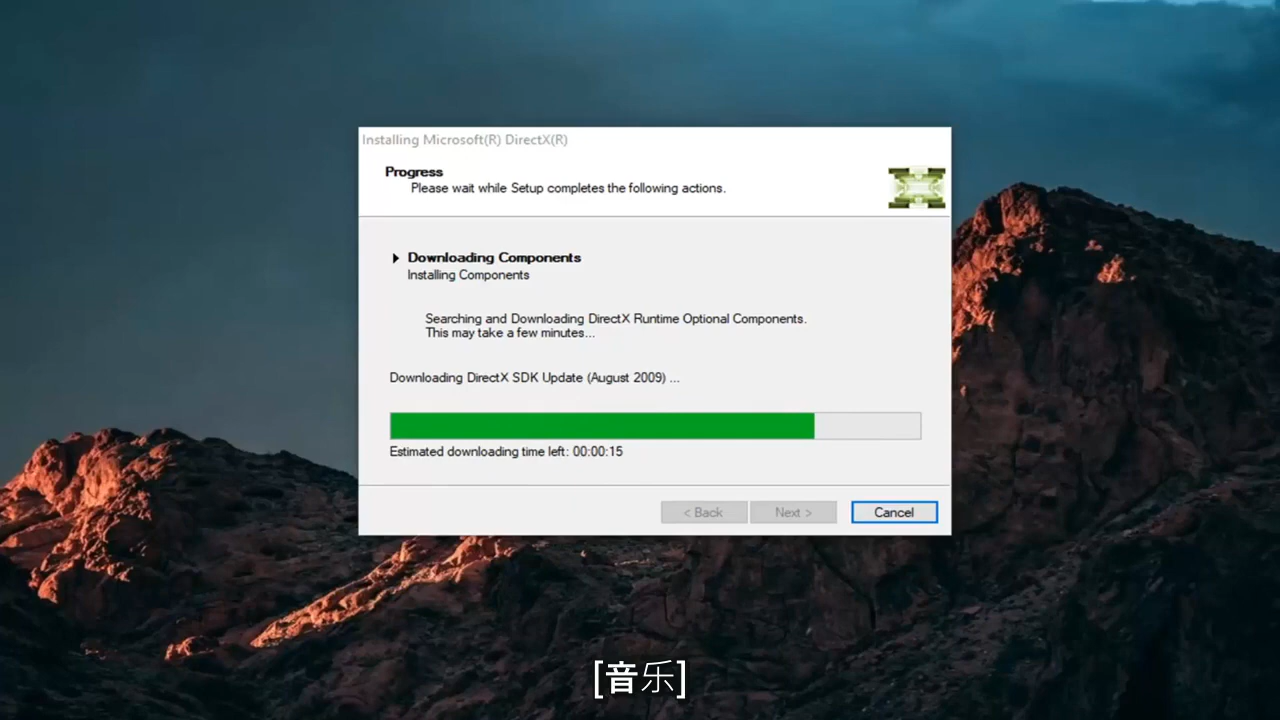 Installing Microsoft(R) DirectX(R)
Progress
Please wait while Setup completes the following actions.
Downloading Components
Installing Components
Searching and Downloading DirectX Runtime Optional Components.
This may take a few minutes...
Downloading DirectX SDK Update (August 2009) ...
Estimated downloading time left: 00:00:15
< Back
Next >
Cancel
[音乐]